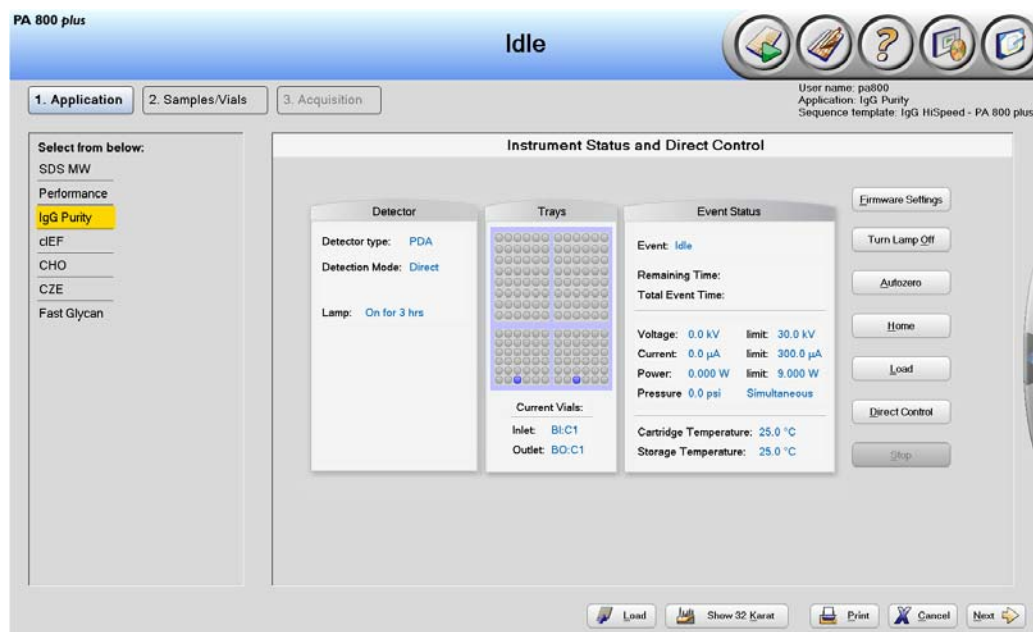 PA 800 plus
Idle
1. Application
2. Samples/Vials
3. Acquisition
User name: pa800
Application: IgG Purity
Sequence template: IgG HiSpeed - PA 800 plus
Select from below:
SDS MW
Performance
IgG Purity
cIEF
CHO
CZE
Fast Glycan
Instrument Status and Direct Control
Detector
Detector type: PDA
Detection Mode: Direct
Lamp: On for 3 hrs
Trays
Current Vials:
Inlet: BI:C1
Outlet: BO:C1
Event Status
Event: Idle
Remaining Time:
Total Event Time:
Voltage: 0.0 kV limit: 30.0 kV
Current: 0.0 µA limit: 300.0 µA
Power: 0.000 W limit: 9.000 W
Pressure 0.0 psi Simultaneous
Cartridge Temperature: 25.0 °C
Storage Temperature: 25.0 °C
Firmware Settings
Turn Lamp Off
Autozero
Home
Load
Direct Control
Stop
Load
Show 32 Karat
Print
Cancel
Next